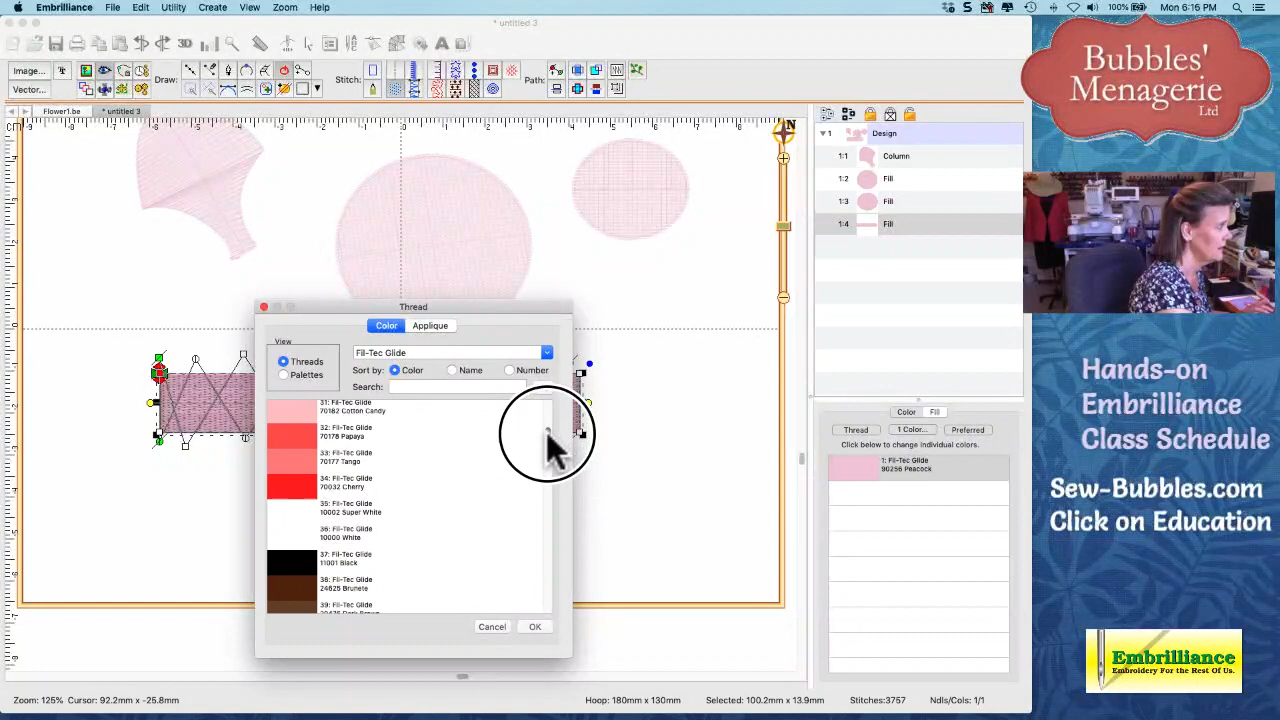 Embrilliance File Edit Utility Create View Zoom Help
100% Mon 6:16 PM
* untitled 3
Image... Draw: Stitch: Path:
Vector...
Flower1.be * untitled 3
N
1 Design
1:1 Column
1:2 Fill
1:3 Fill
1:4 Fill
Thread
Color Applique
View
Threads
Palettes
Fil-Tec Glide
Sort by: Color Name Number
Search:
31: Fil-Tec Glide
70182 Cotton Candy
32: Fil-Tec Glide
70178 Papaya
33: Fil-Tec Glide
70177 Tango
34: Fil-Tec Glide
70032 Cherry
35: Fil-Tec Glide
10002 Super White
36: Fil-Tec Glide
10000 White
37: Fil-Tec Glide
11001 Black
38: Fil-Tec Glide
24625 Brunete
39: Fil-Tec Glide
Cancel OK
Color Fill
Thread 1 Color... Preferred
Click below to change individual colors.
1: Fil-Tec Glide
90256 Peacock
Zoom: 125% Cursor: 92.2mm x -25.8mm Hoop: 180mm x 130mm Selected: 100.2mm x 13.9mm Stitches:3757 Ndls/Cols: 1/1
Bubbles'
Menagerie
Ltd
Hands-on
Embrilliance
Class Schedule
Sew-Bubbles.com
Click on Education
Embrilliance
Embroidery For the Rest Of Us.